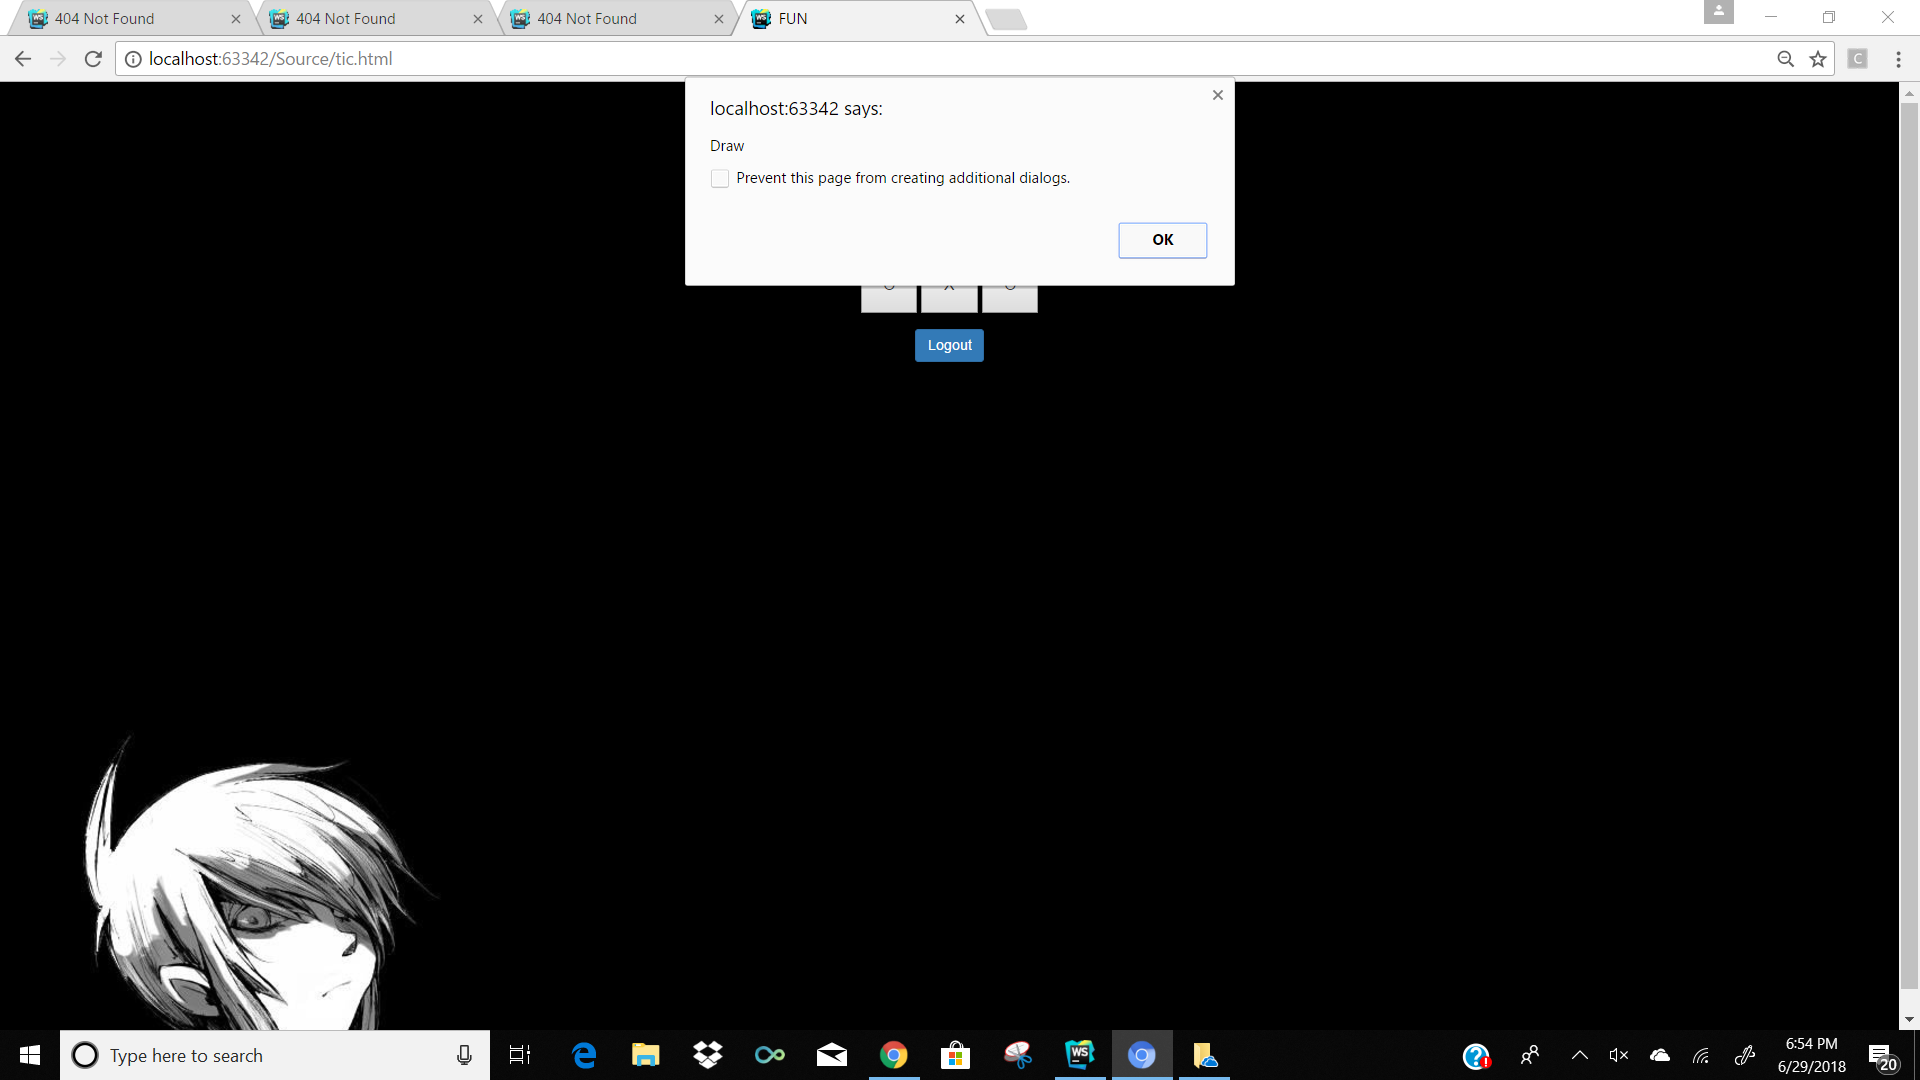 404 Not Found
404 Not Found
404 Not Found
FUN
localhost:63342/Source/tic.html
C
localhost:63342 says:
Draw
Prevent this page from creating additional dialogs.
OK
X
Logout
Type here to search
WS
6:54 PM
6/29/2018
20